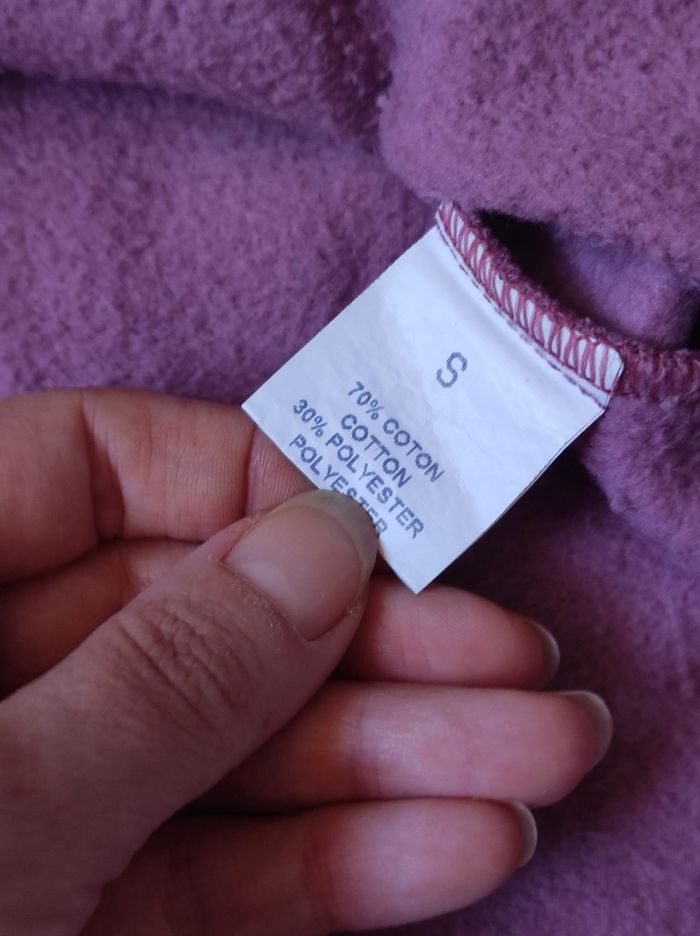 S
70% COTON
COTTON
30% POLYESTER
POLYESTER